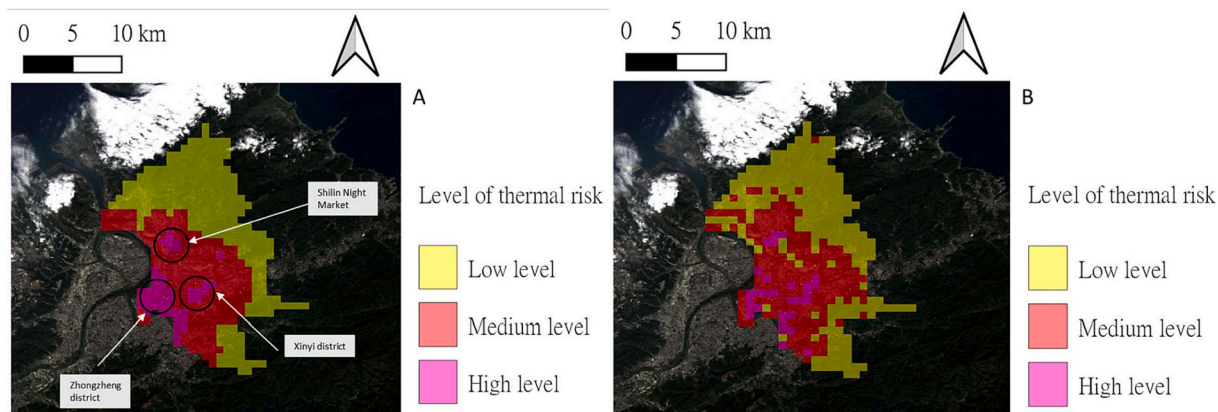 0 5 10 km
A
Shilin Night
Market
Xinyi district
Zhongzheng
district
Level of thermal risk
Low level
Medium level
High level
0 5 10 km
B
Level of thermal risk
Low level
Medium level
High level